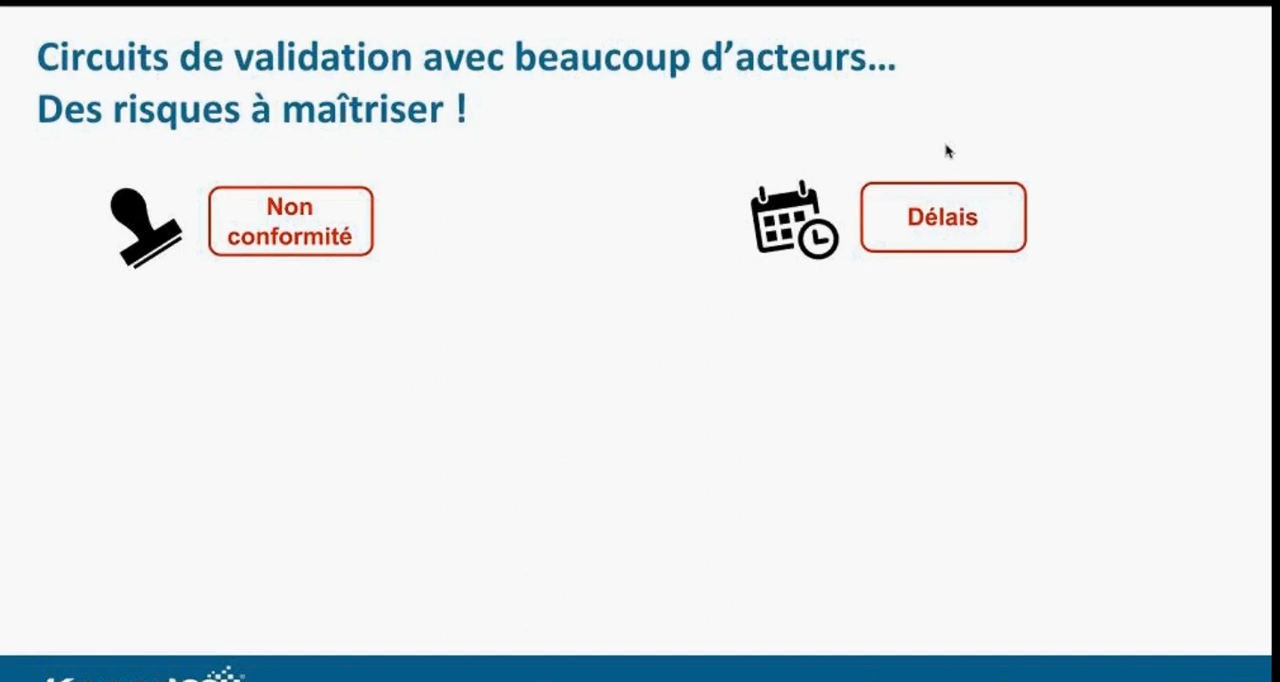 Circuits de validation avec beaucoup d’acteurs...
Des risques à maîtriser !
Non
conformité
Délais